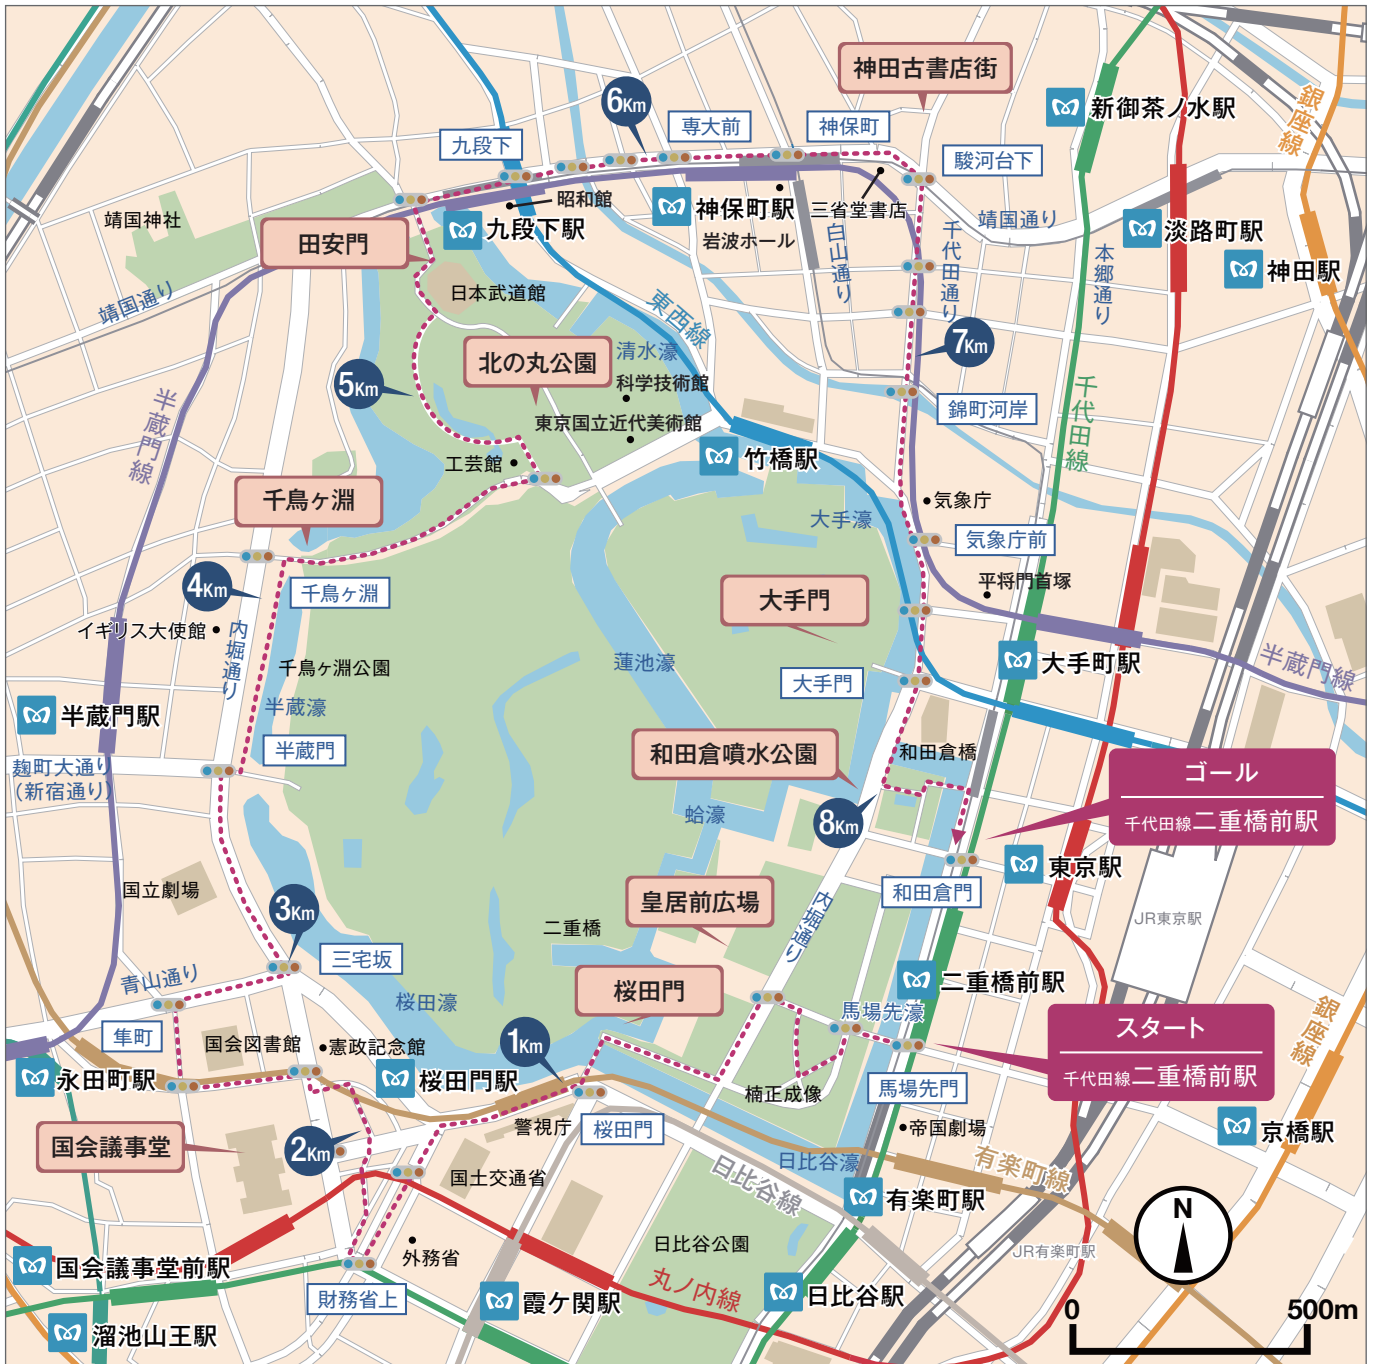 神田古書店街
6Km
専大前
神保町
新御茶ノ水駅
銀座線
九段下
駿河台下
昭和館
靖国神社
神保町駅
三省堂書店
靖国通り
田安門
九段下駅
岩波ホール
白山通り
千代田通り
本郷通り
淡路町駅
神田駅
日本武道館
靖国通り
東西線
清水濠
7Km
北の丸公園
5Km
科学技術館
東京国立近代美術館
錦町河岸
千代田線
半蔵門線
工芸館
竹橋駅
千鳥ヶ淵
気象庁
大手濠
気象庁前
4Km
千鳥ヶ淵
平将門首塚
大手門
イギリス大使館
内堀通り
千鳥ヶ淵公園
蓮池濠
大手町駅
半蔵門線
大手門
半蔵門駅
半蔵濠
半蔵門
和田倉噴水公園
和田倉橋
麹町大通り
(新宿通り)
ゴール
千代田線二重橋前駅
蛤濠
8Km
東京駅
国立劇場
和田倉門
皇居前広場
3Km
内堀通り
JR東京駅
二重橋
三宅坂
青山通り
桜田門
二重橋前駅
桜田濠
馬場先濠
銀座線
隼町
国会図書館
憲政記念館
1Km
スタート
千代田線二重橋前駅
永田町駅
桜田門駅
馬場先門
楠正成像
警視庁
桜田門
帝国劇場
京橋駅
国会議事堂
2Km
日比谷濠
有楽町線
国土交通省
日比谷線
有楽町駅
N
外務省
日比谷公園
JR有楽町駅
国会議事堂前駅
財務省上
霞ケ関駅
丸ノ内線
日比谷駅
0
500m
溜池山王駅